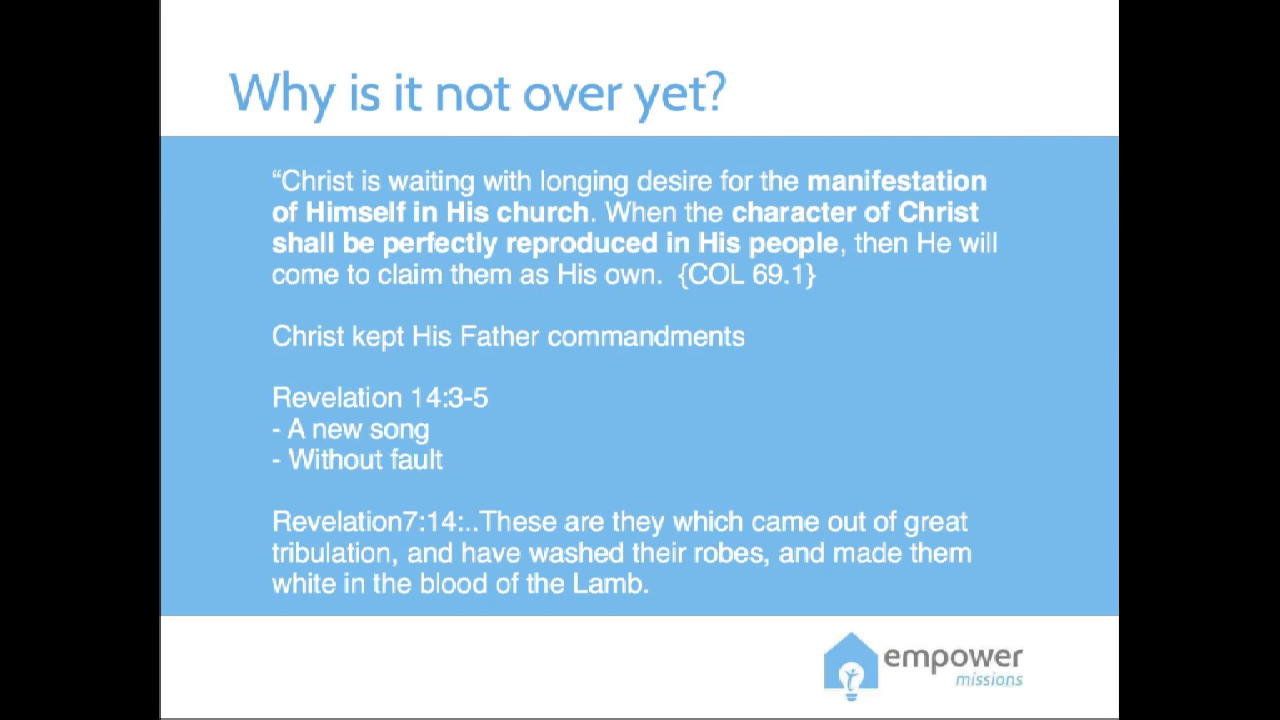 Why is it not over yet?
“Christ is waiting with longing desire for the manifestation
of Himself in His church. When the character of Christ
shall be perfectly reproduced in His people, then He will
come to claim them as His own.  {COL 69.1}
Christ kept His Father commandments
Revelation 14:3-5
- A new song
- Without fault
Revelation7:14:..These are they which came out of great
tribulation, and have washed their robes, and made them
white in the blood of the Lamb.
empower
missions